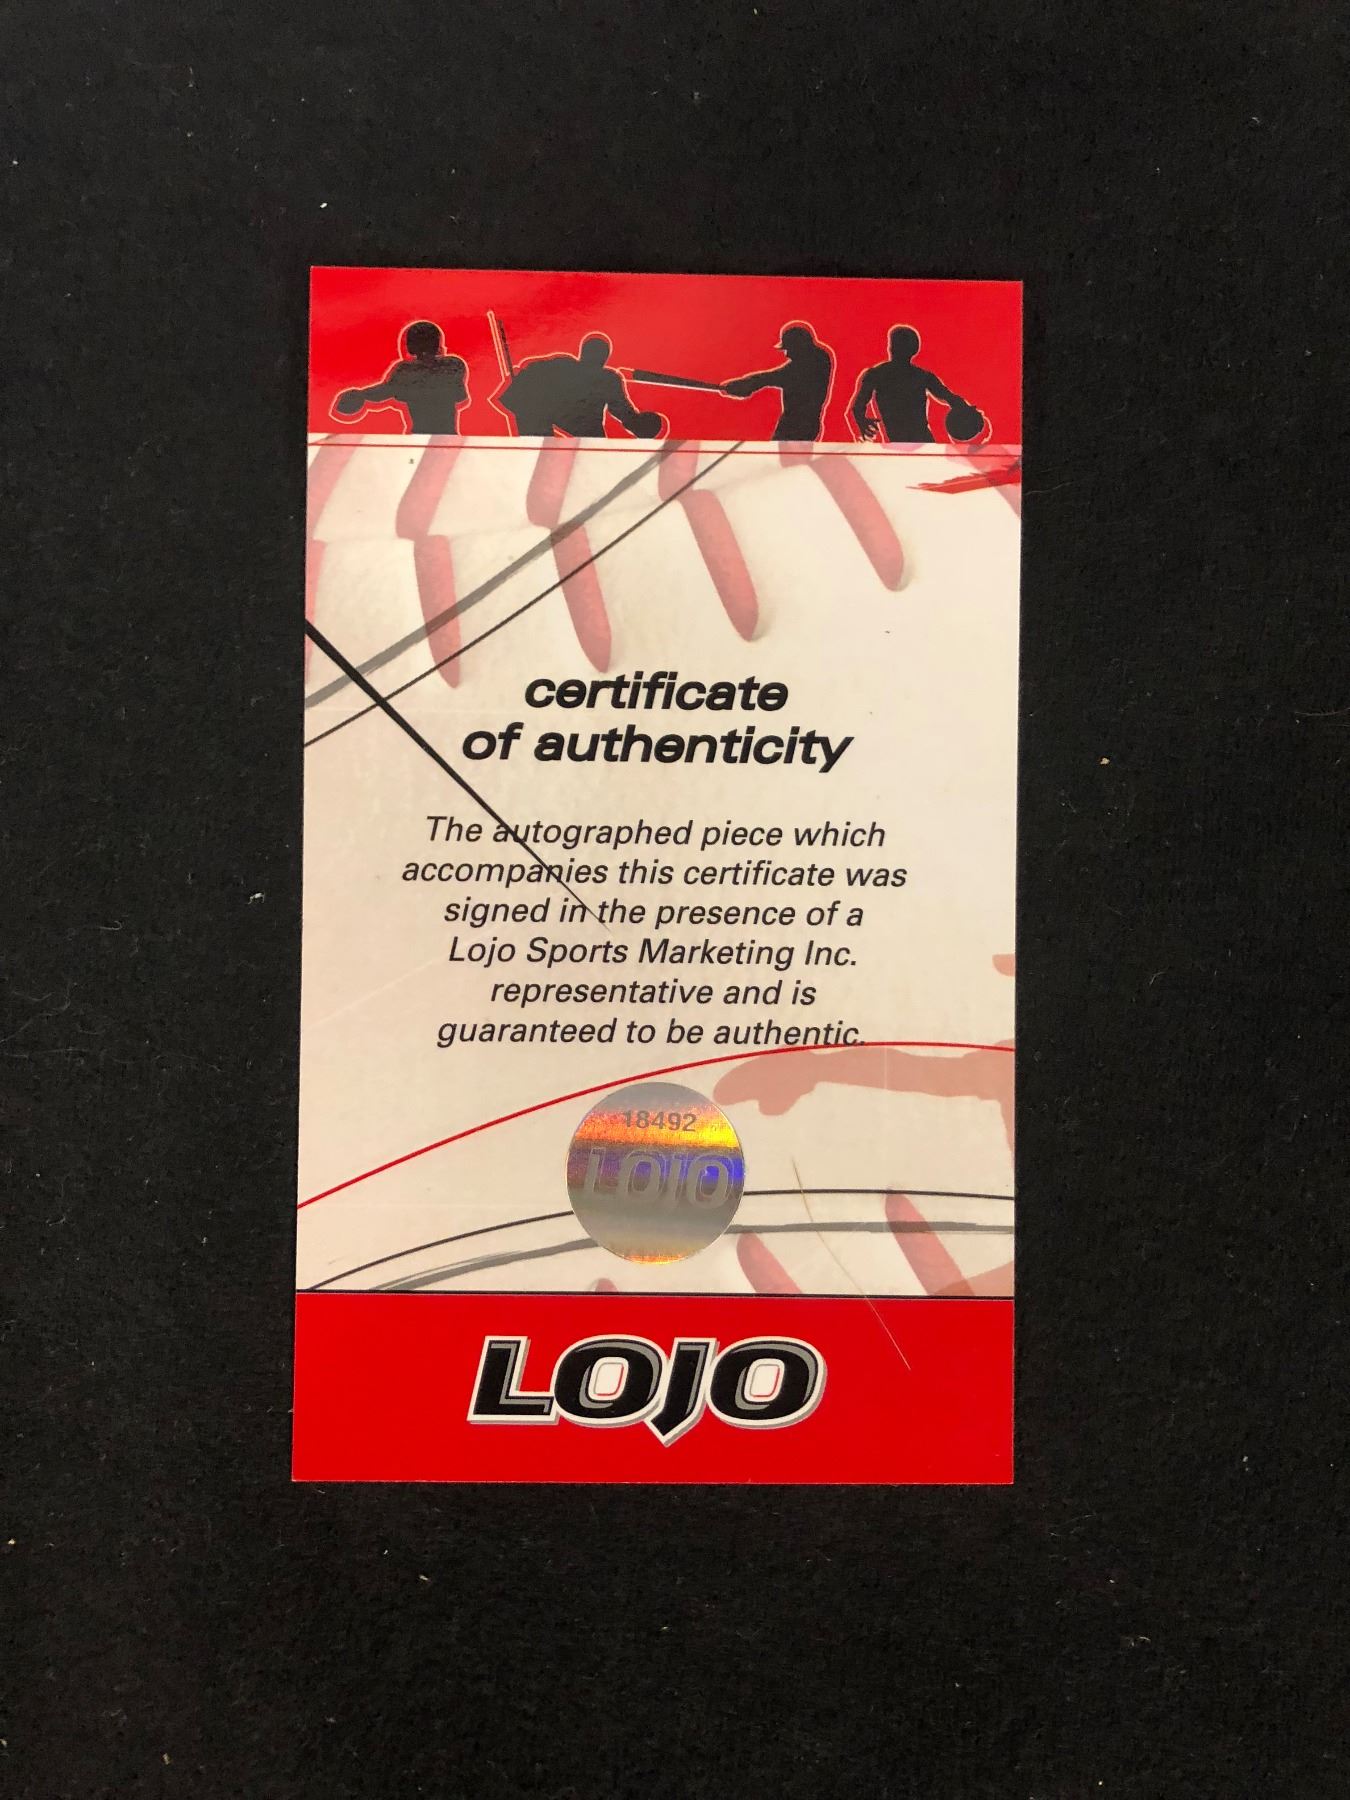 certificate
of authenticity
The autographed piece which
accompanies this certificate was
signed in the presence of a
Lojo Sports Marketing Inc.
representative and is
guaranteed to be authentic.
18492
LOJO
LOJO